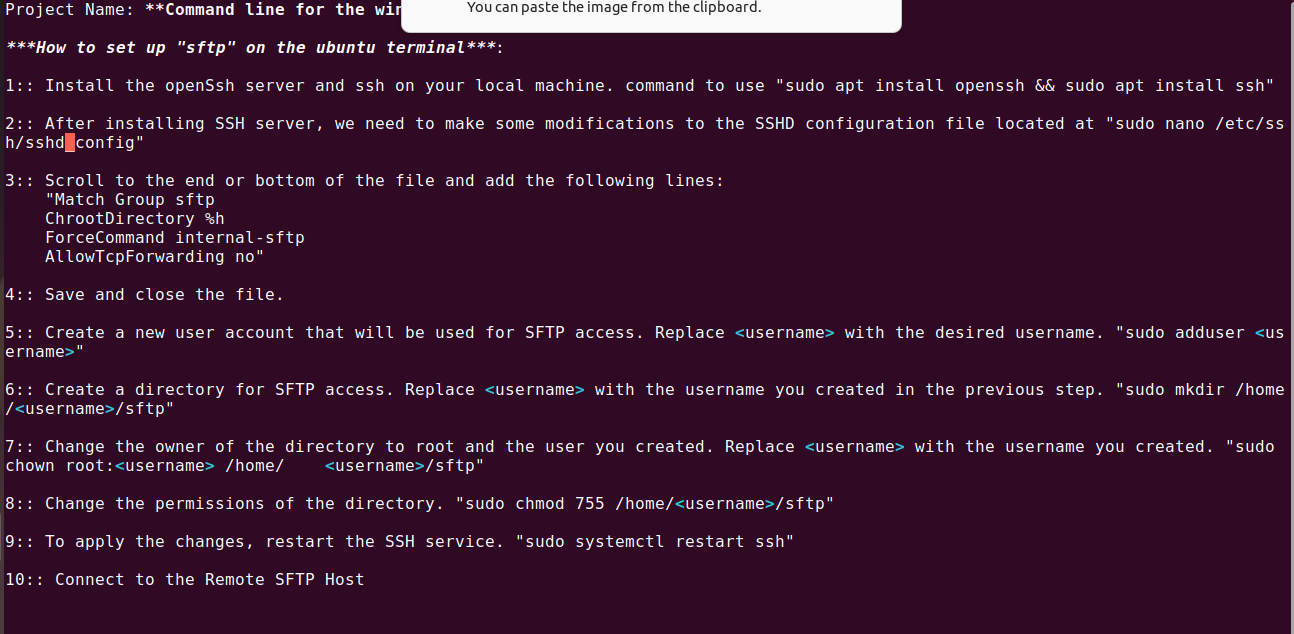 You can paste the image from the clipboard.
Project Name: **Command line for the
***How to set up "sftp" on the ubuntu terminal***:
1:: Install the openSsh server and ssh on your local machine. command to use "sudo apt install openssh && sudo apt install ssh"
2:: After installing SSH server, we need to make some modifications to the SSHD configuration file located at "sudo nano /etc/ss
h/sshd config"
3:: Scroll to the end or bottom of the file and add the following lines:
"Match Group sftp
ChrootDirectory %h
ForceCommand internal-sftp
AllowTcpForwarding no"
4:: Save and close the file.
5:: Create a new user account that will be used for SFTP access. Replace <username> with the desired username. "sudo adduser <us
ername>"
6:: Create a directory for SFTP access. Replace <username> with the username you created in the previous step. "sudo mkdir /home
/<username>/sftp"
7:: Change the owner of the directory to root and the user you created. Replace <username> with the username you created. "sudo
chown root:<username> /home/    <username>/sftp"
8:: Change the permissions of the directory. "sudo chmod 755 /home/<username>/sftp"
9:: To apply the changes, restart the SSH service. "sudo systemctl restart ssh"
10:: Connect to the Remote SFTP Host